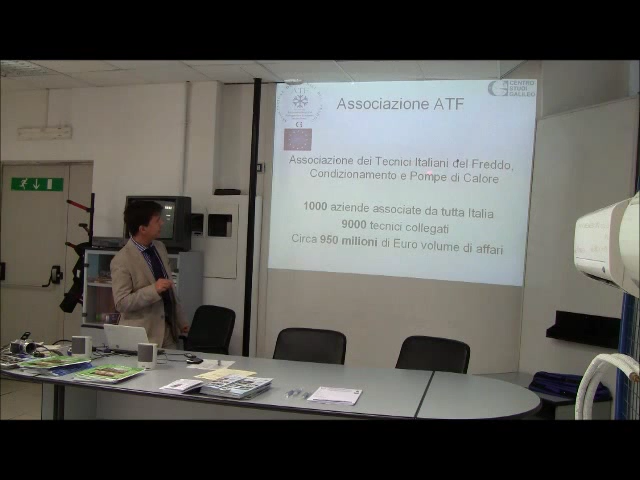 ATF
CENTRO
STUDI
GALILEO
Associazione ATF
Associazione dei Tecnici Italiani del Freddo,
Condizionamento e Pompe di Calore
1000 aziende associate da tutta Italia
9000 tecnici collegati
Circa 950 milioni di Euro volume di affari